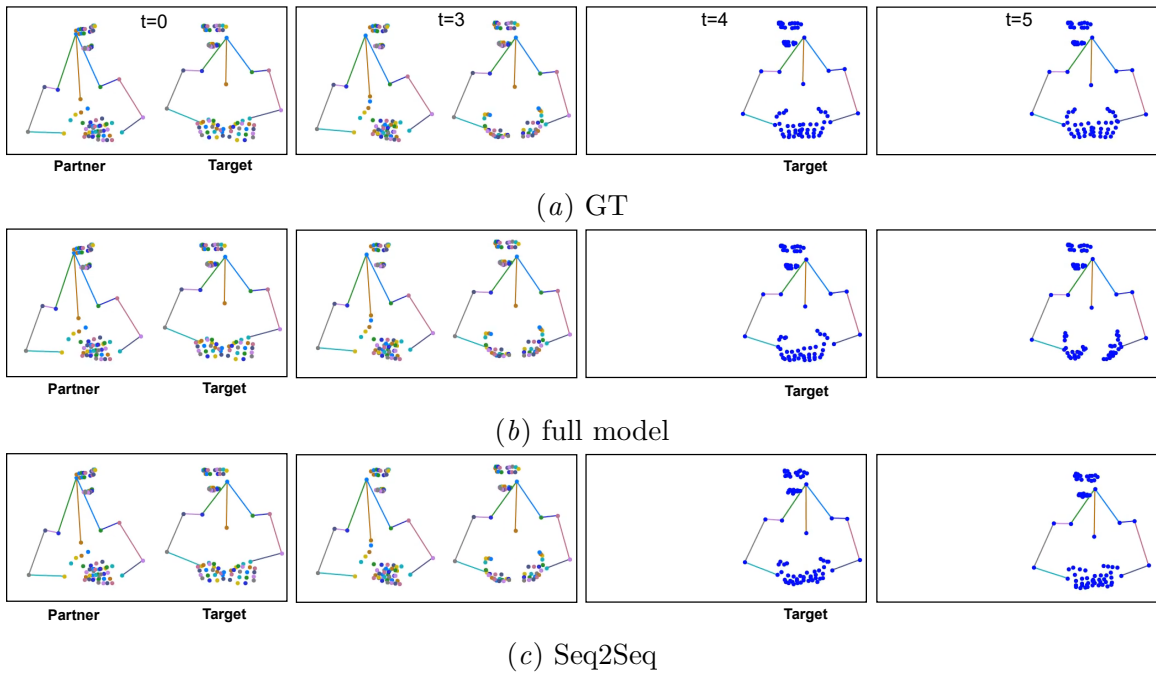 t=0 t=3 t=4 t=5
Partner Target Target
(a) GT
Partner Target Target
(b) full model
Partner Target Target
(c) Seq2Seq